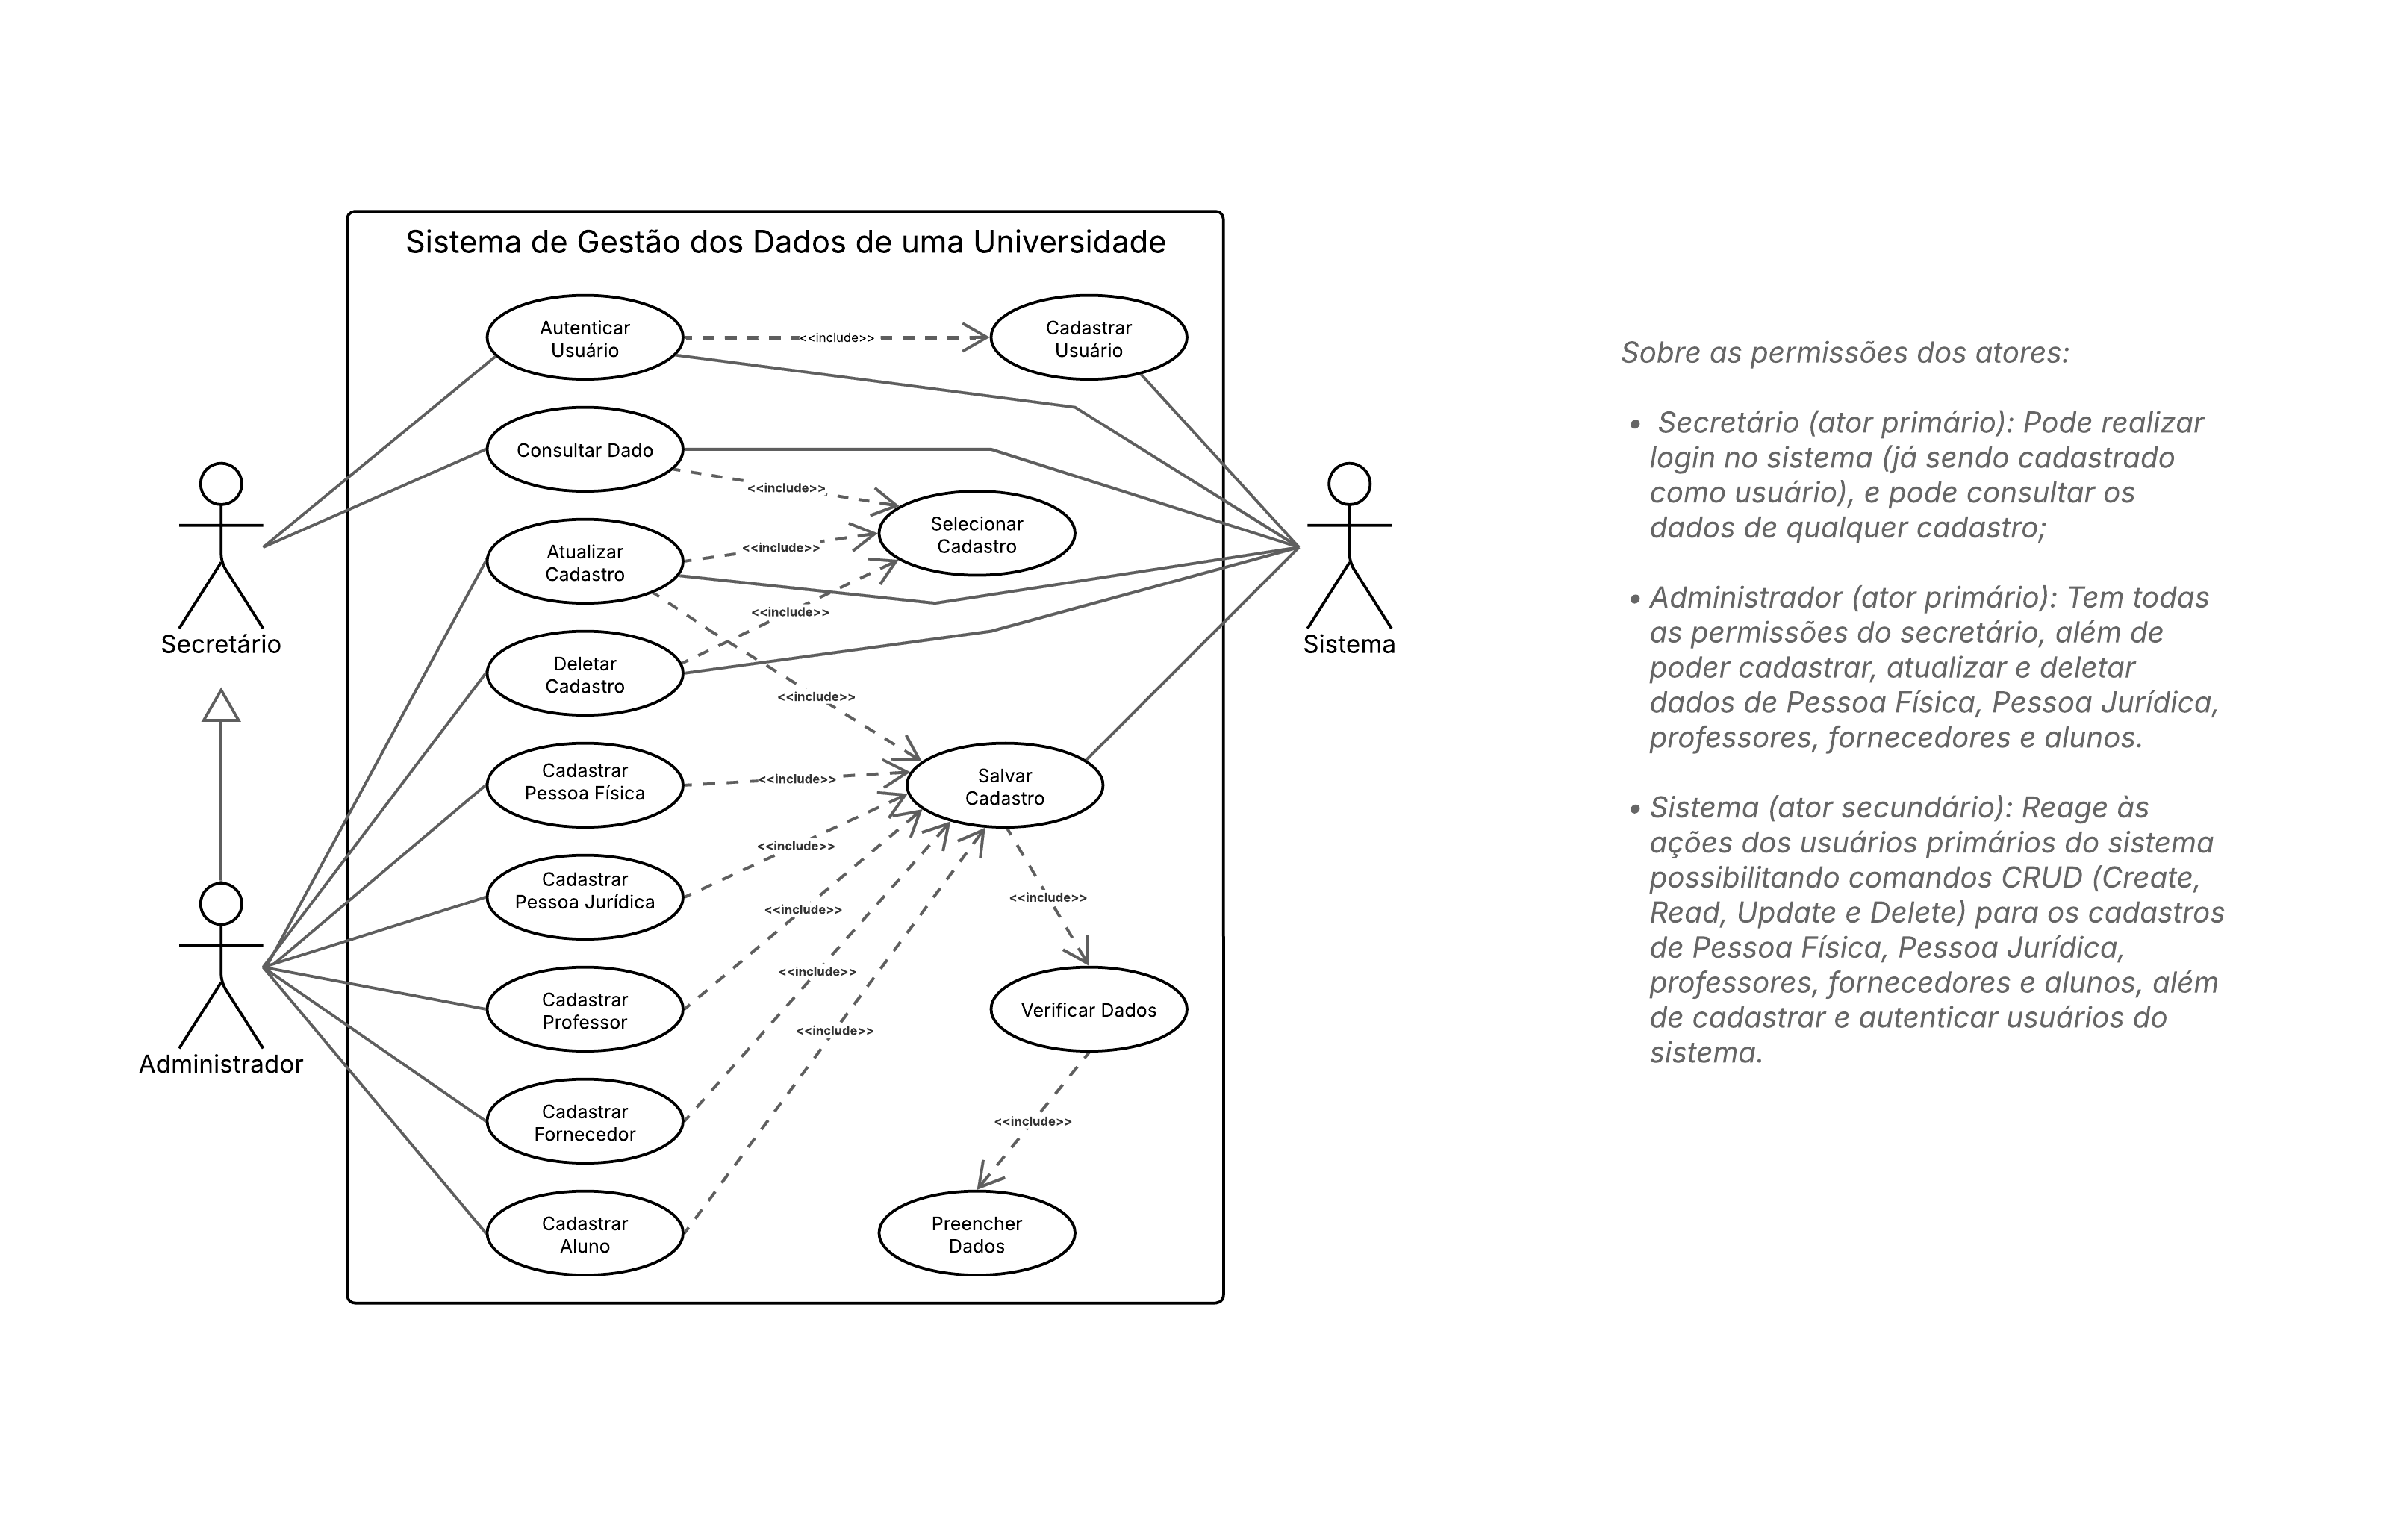 Sistema de Gestão dos Dados de uma Universidade
Autenticar
Usuário
<<include>>
Cadastrar
Usuário
Consultar Dado
<<include>>
Selecionar
Cadastro
Atualizar
Cadastro
<<include>>
<<include>>
Deletar
Cadastro
<<include>>
Cadastrar
Pessoa Física
<<include>>
Salvar
Cadastro
Cadastrar
Pessoa Jurídica
<<include>>
<<include>>
<<include>>
Cadastrar
Professor
<<include>>
<<include>>
Verificar Dados
Cadastrar
Fornecedor
<<include>>
Cadastrar
Aluno
Preencher
Dados
Secretário
Administrador
Sistema
Sobre as permissões dos atores:
• Secretário (ator primário): Pode realizar
login no sistema (já sendo cadastrado
como usuário), e pode consultar os
dados de qualquer cadastro;
• Administrador (ator primário): Tem todas
as permissões do secretário, além de
poder cadastrar, atualizar e deletar
dados de Pessoa Física, Pessoa Jurídica,
professores, fornecedores e alunos.
• Sistema (ator secundário): Reage às
ações dos usuários primários do sistema
possibilitando comandos CRUD (Create,
Read, Update e Delete) para os cadastros
de Pessoa Física, Pessoa Jurídica,
professores, fornecedores e alunos, além
de cadastrar e autenticar usuários do
sistema.